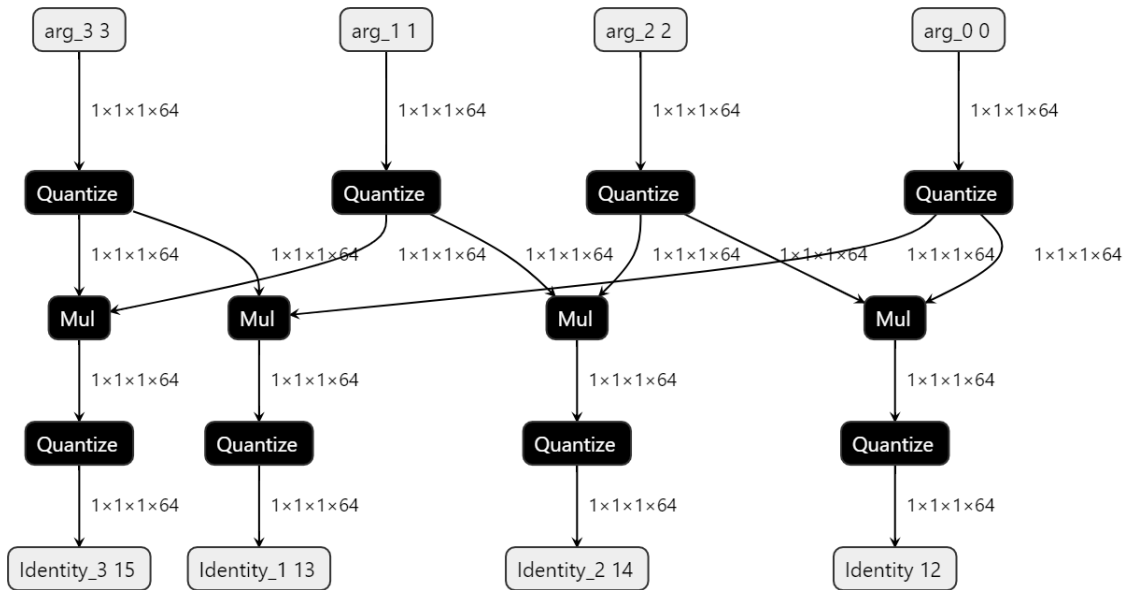 arg_3 3
arg_1 1
arg_2 2
arg_0 0
1×1×1×64
1×1×1×64
1×1×1×64
1×1×1×64
Quantize
Quantize
Quantize
Quantize
1×1×1×64
1×1×1×64
1×1×1×64
1×1×1×64
1×1×1×64
1×1×1×64
1×1×1×64
1×1×1×64
Mul
Mul
Mul
Mul
1×1×1×64
1×1×1×64
1×1×1×64
1×1×1×64
Quantize
Quantize
Quantize
Quantize
1×1×1×64
1×1×1×64
1×1×1×64
1×1×1×64
Identity_3 15
Identity_1 13
Identity_2 14
Identity 12